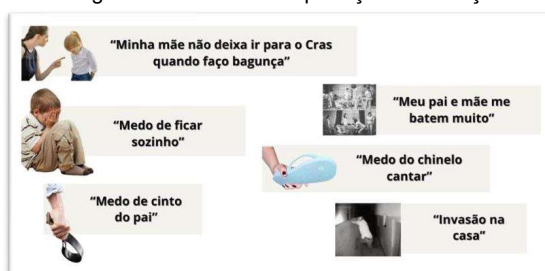 “Minha mãe não deixa ir para o Cras
quando faço bagunça”
“Meu pai e mãe me
batem muito”
“Medo de ficar
sozinho”
“Medo do chinelo
cantar”
“Medo de cinto
do pai”
“Invasão na
casa”